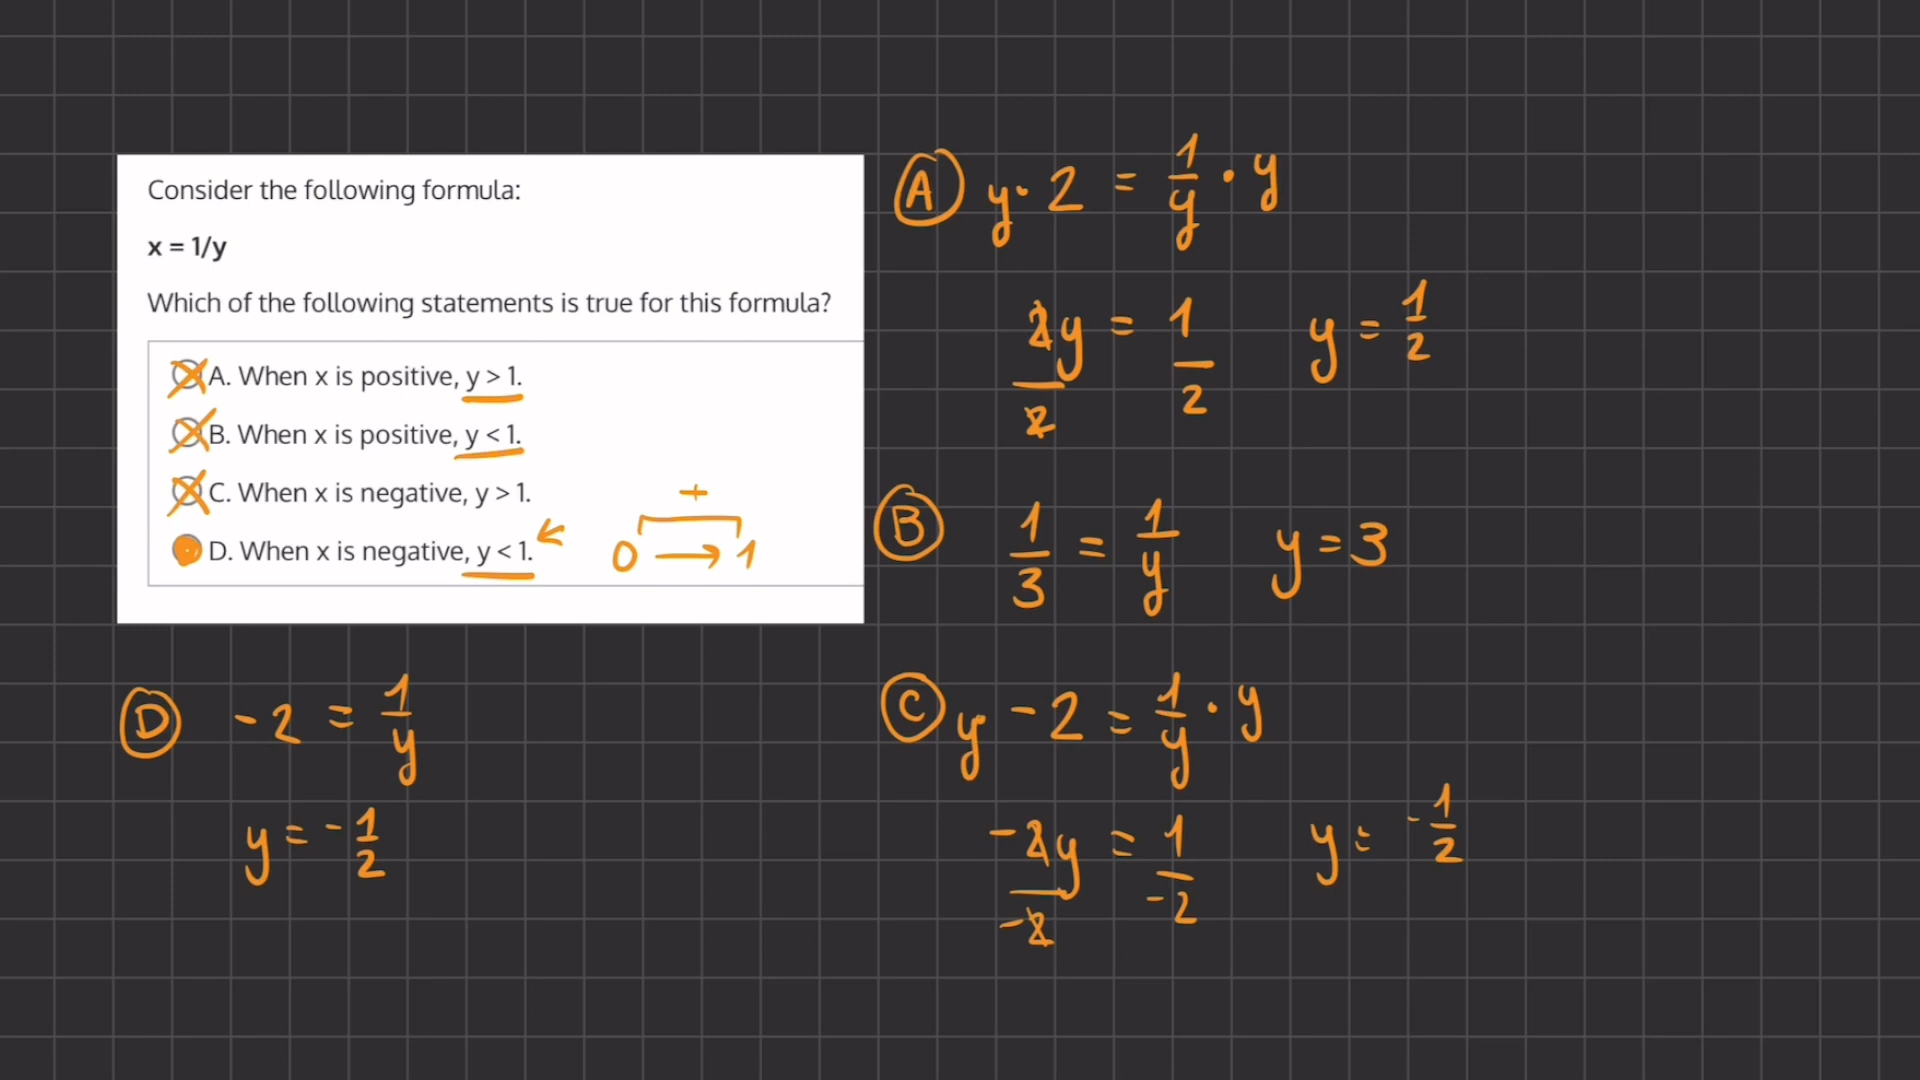 Consider the following formula:
x = 1/y
Which of the following statements is true for this formula?
A. When x is positive, y > 1.
B. When x is positive, y < 1.
C. When x is negative, y > 1.
D. When x is negative, y < 1.
+
0 → 1
A y · 2 = 1/y · y
2y/2 = 1/2 y = 1/2
B 1/3 = 1/y y = 3
C y - 2 = 1/y · y
-2y/-2 = 1/-2 y = -1/2
D -2 = 1/y
y = -1/2